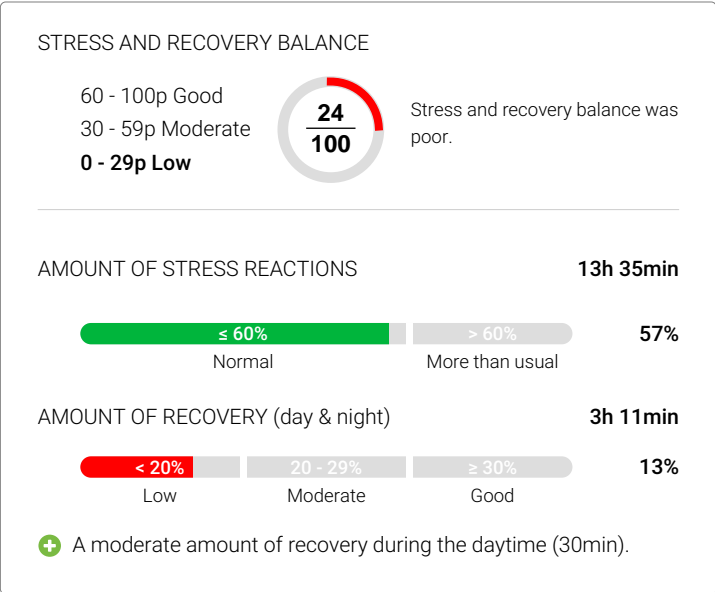 STRESS AND RECOVERY BALANCE
60 - 100p Good
30 - 59p Moderate
0 - 29p Low
24
100
Stress and recovery balance was
poor.
AMOUNT OF STRESS REACTIONS
13h 35min
≤ 60%
> 60%
57%
Normal
More than usual
AMOUNT OF RECOVERY (day & night)
3h 11min
< 20%
20 - 29%
≥ 30%
13%
Low
Moderate
Good
A moderate amount of recovery during the daytime (30min).